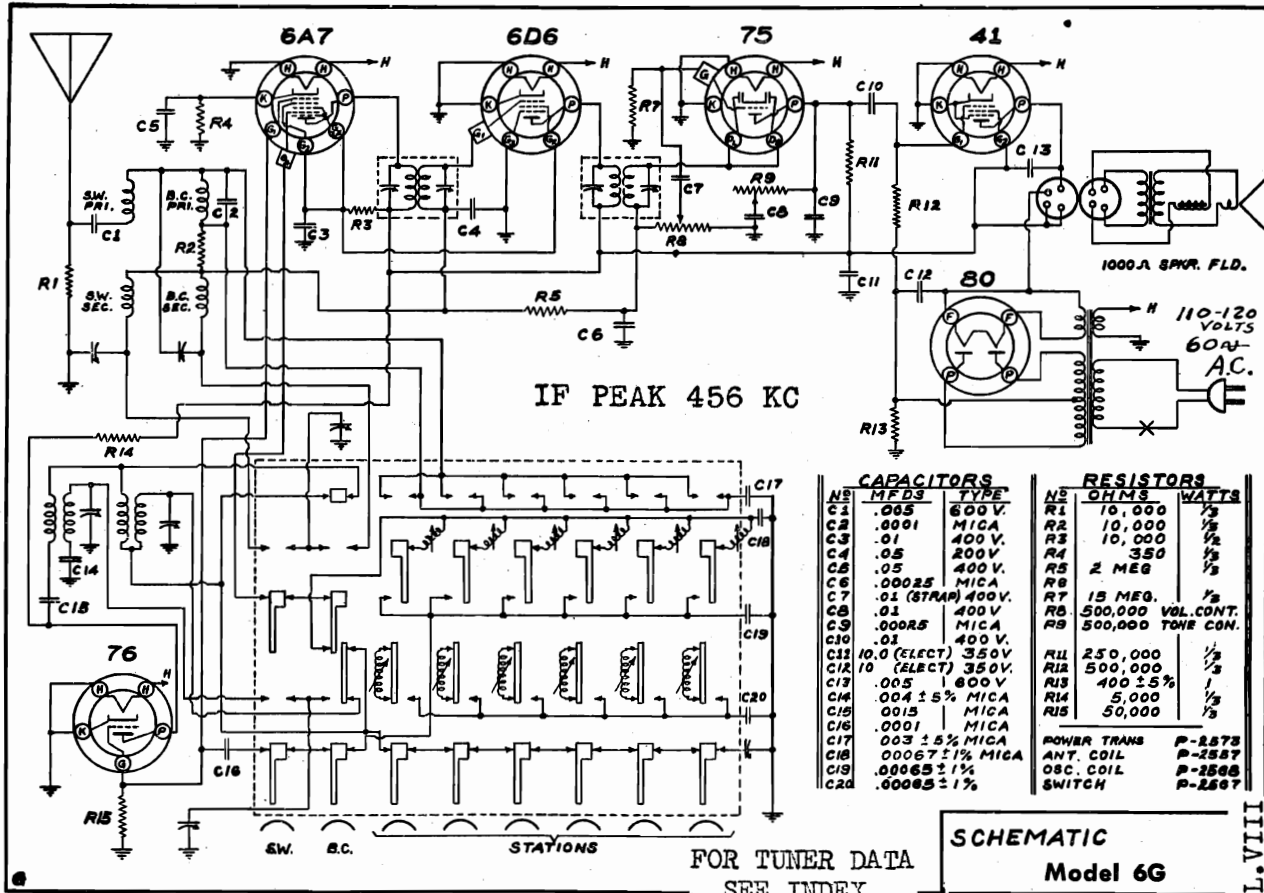 6A7
6D6
75
41
H
H
H
H
C5
R4
K
P
G1
G2
C10
C13
R7
R11
R12
C7
R9
C8
C9
R8
R3
C4
C3
S.W. PRI.
B.C. PRI.
C1
C2
R2
R1
S.W. SEC.
B.C. SEC.
R5
C6
C11
C12
80
1000Ω SPKR. FLD.
H
110-120
VOLTS
60~
A.C.
F
F
P
P
R13
IF PEAK 456 KC
R14
C14
C15
C17
C18
C19
C20
76
H
H
H
K
P
G
C16
R15
S.W.
B.C.
STATIONS
CAPACITORS
Nº MFDS TYPE
C1 .005 600 V.
C2 .0001 MICA
C3 .01 400 V.
C4 .05 200 V.
C5 .05 400 V.
C6 .00025 MICA
C7 .01 (STRAP) 400 V.
C8 .01 400 V
C9 .00025 MICA
C10 .01 400 V.
C11 10.0 (ELECT) 350 V.
C12 10 (ELECT) 350 V.
C13 .005 600 V
C14 .004 ± 5% MICA
C15 0015 MICA
C16 .0001 MICA
C17 003 ± 5% MICA
C18 00067 ± 1% MICA
C19 .00065 ± 1%
C20 .00065 ± 1%
RESISTORS
Nº OHMS WATTS
R1 10,000 1/3
R2 10,000 1/3
R3 10,000 1/2
R4 350 1/3
R5 2 MEG 1/3
R6
R7 15 MEG. 1/3
R8 500,000 VOL. CONT.
R9 500,000 TONE CON.
R11 250,000 1/3
R12 500,000 1/3
R13 400 ± 5% 1
R14 5,000 1/3
R15 50,000 1/3
POWER TRANS P-2573
ANT. COIL P-2557
OSC. COIL P-2568
SWITCH P-2567
FOR TUNER DATA
SEE INDEX
SCHEMATIC
Model 6G
L.VIII
G